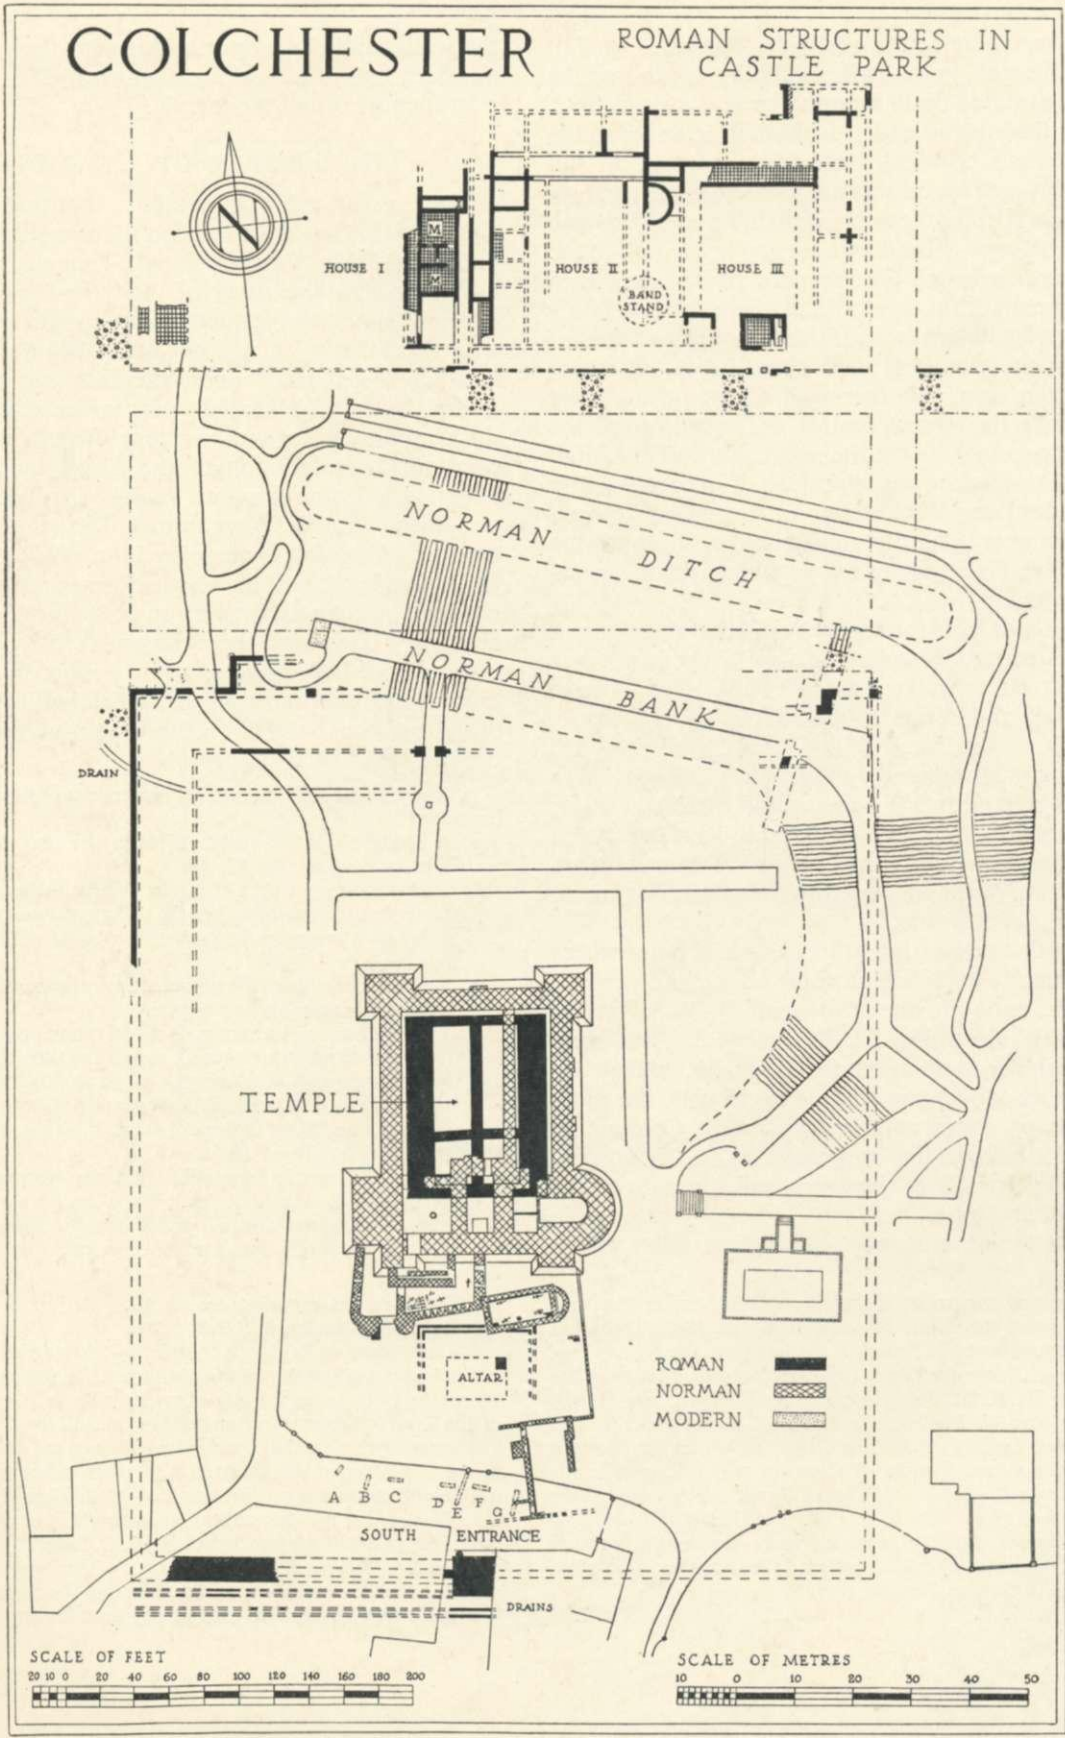 COLCHESTER
ROMAN STRUCTURES IN
CASTLE PARK
M
M
HOUSE I
HOUSE II
HOUSE III
BAND
STAND
NORMAN DITCH
NORMAN BANK
DRAIN
TEMPLE
ALTAR
ROMAN
NORMAN
MODERN
A B C D E F G
SOUTH ENTRANCE
DRAINS
SCALE OF FEET
20 10 0 20 40 60 80 100 120 140 160 180 200
SCALE OF METRES
10 0 10 20 30 40 50